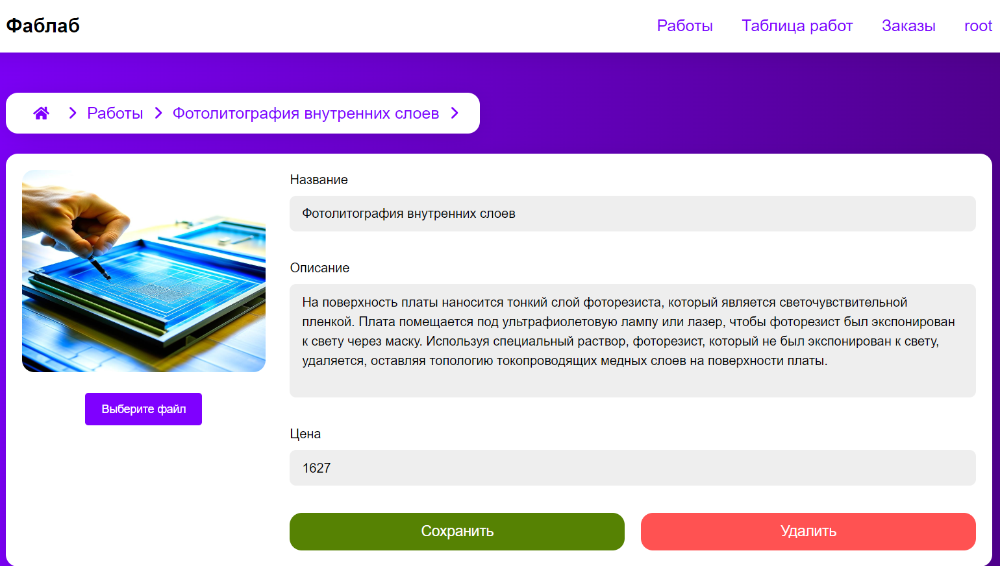 Фаблаб
Работы Таблица работ Заказы root
Работы Фотолитография внутренних слоев
Название
Фотолитография внутренних слоев
Описание
На поверхность платы наносится тонкий слой фоторезиста, который является светочувствительной
пленкой. Плата помещается под ультрафиолетовую лампу или лазер, чтобы фоторезист был экспонирован
к свету через маску. Используя специальный раствор, фоторезист, который не был экспонирован к свету,
удаляется, оставляя топологию токопроводящих медных слоев на поверхности платы.
Выберите файл
Цена
1627
Сохранить Удалить